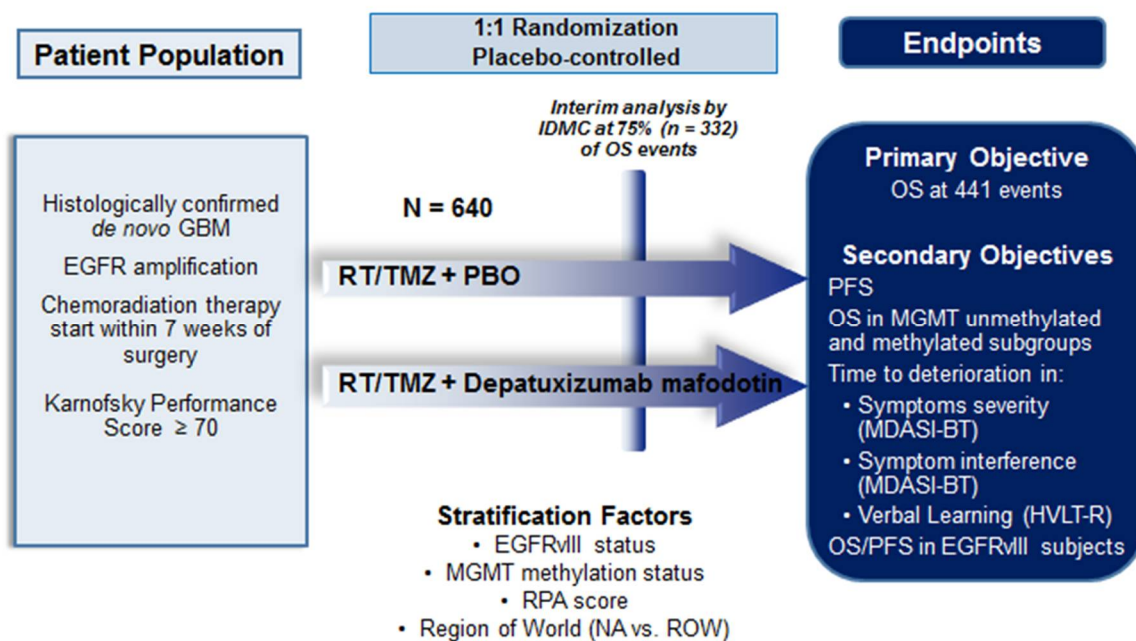 Patient Population
Histologically confirmed
de novo GBM
EGFR amplification
Chemoradiation therapy
start within 7 weeks of
surgery
Karnofsky Performance
Score ≥ 70
1:1 Randomization
Placebo-controlled
Interim analysis by
IDMC at 75% (n = 332)
of OS events
N = 640
RT/TMZ + PBO
RT/TMZ + Depatuxizumab mafodotin
Stratification Factors
• EGFRvIII status
• MGMT methylation status
• RPA score
• Region of World (NA vs. ROW)
Endpoints
Primary Objective
OS at 441 events
Secondary Objectives
PFS
OS in MGMT unmethylated
and methylated subgroups
Time to deterioration in:
• Symptoms severity
(MDASI-BT)
• Symptom interference
(MDASI-BT)
• Verbal Learning (HVLT-R)
OS/PFS in EGFRvIII subjects